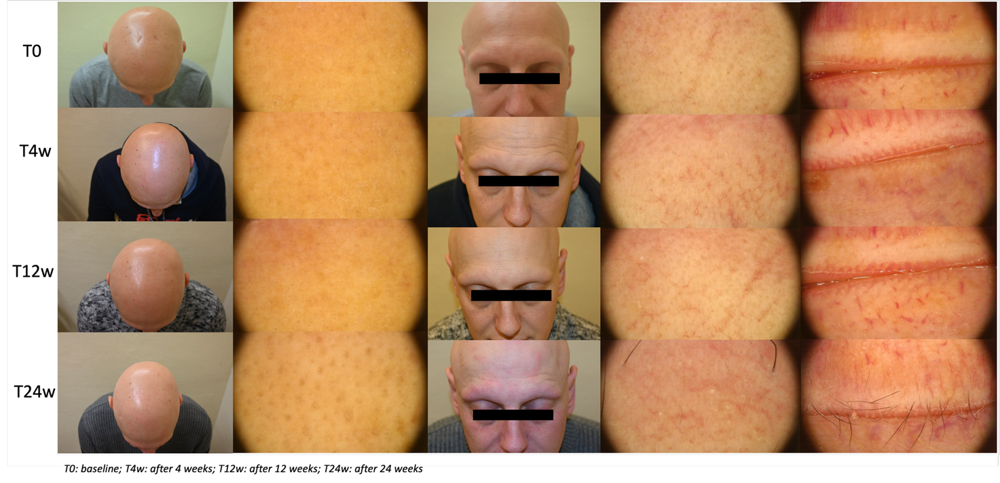 T0
T4w
T12w
T24w
T0: baseline; T4w: after 4 weeks; T12w: after 12 weeks; T24w: after 24 weeks